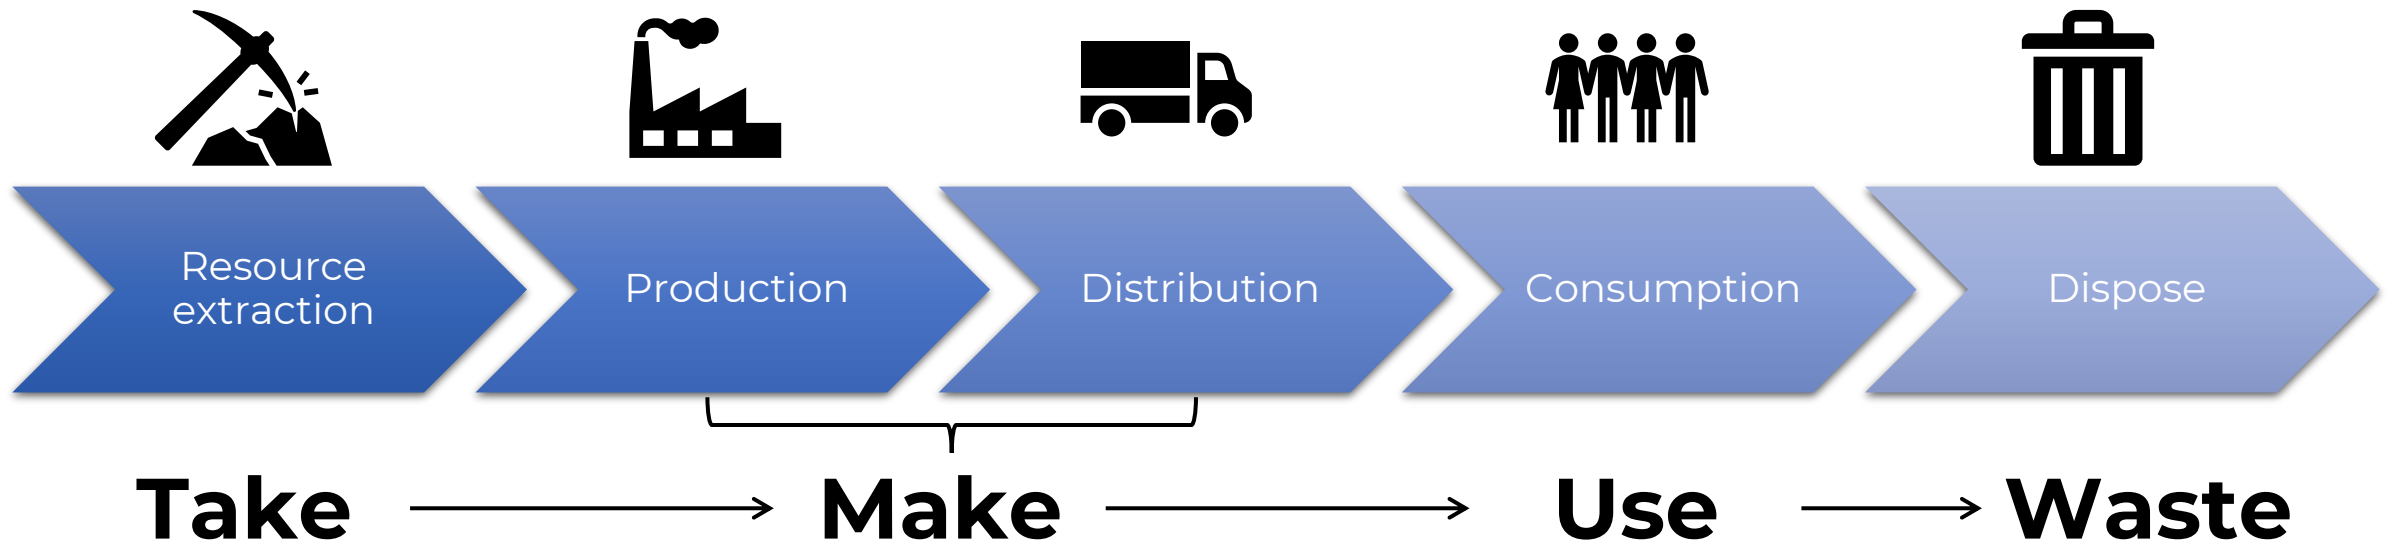 Resource
extraction
Production
Distribution
Consumption
Dispose
Take
Make
Use
Waste